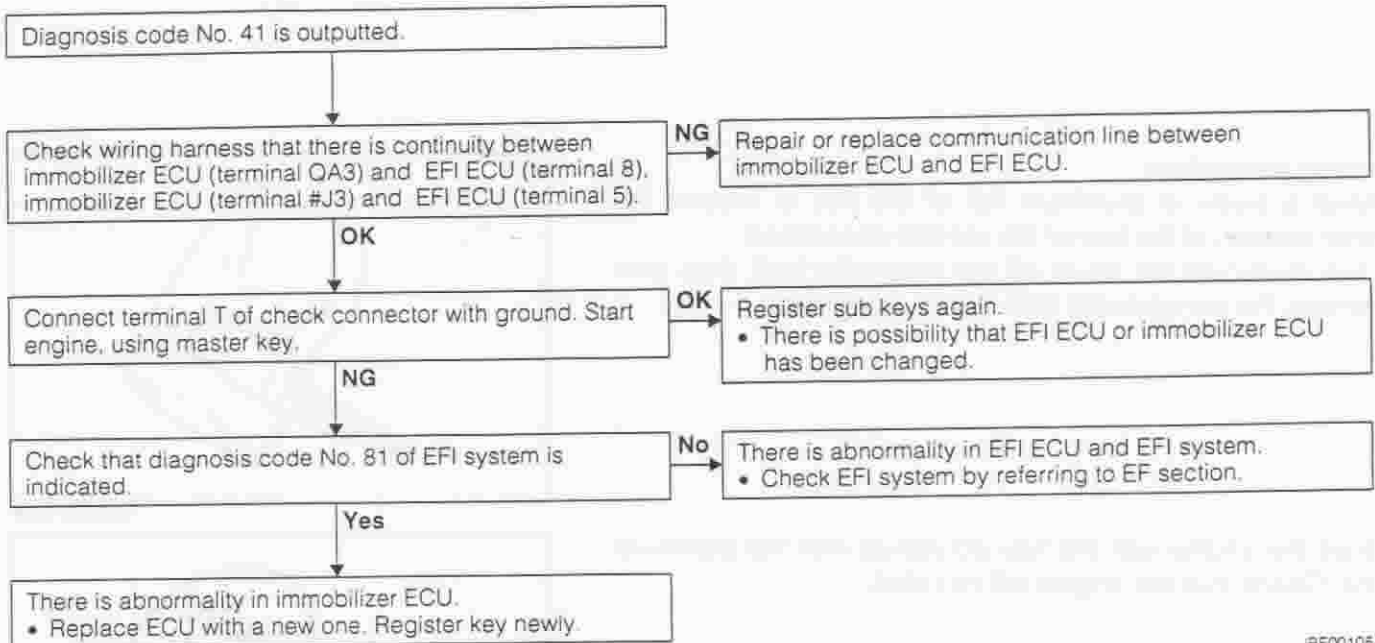 Diagnosis code No. 41 is outputted.
Check wiring harness that there is continuity between
immobilizer ECU (terminal QA3) and EFI ECU (terminal 8),
immobilizer ECU (terminal #J3) and EFI ECU (terminal 5).
NG
Repair or replace communication line between
immobilizer ECU and EFI ECU.
OK
Connect terminal T of check connector with ground. Start
engine, using master key.
OK
Register sub keys again.
• There is possibility that EFI ECU or immobilizer ECU
has been changed.
NG
Check that diagnosis code No. 81 of EFI system is
indicated.
No
There is abnormality in EFI ECU and EFI system.
• Check EFI system by referring to EF section.
Yes
There is abnormality in immobilizer ECU.
• Replace ECU with a new one. Register key newly.